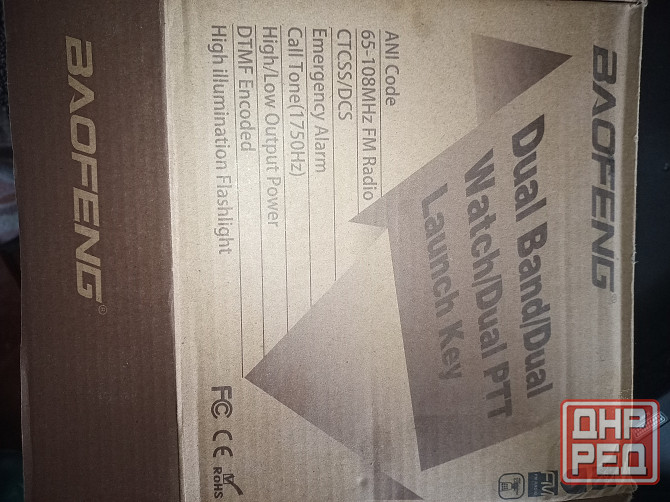 BAOFENG
Dual Band/Dual
Watch/Dual PTT
Launch Key
ANI Code
65-108MHz FM Radio
CTCSS/DCS
Emergency Alarm
Call Tone(1750Hz)
High/Low Output Power
DTMF Encoded
High illumination Flashlight
FC CE RoHS
BAOFENG®
ДНР
РЕД